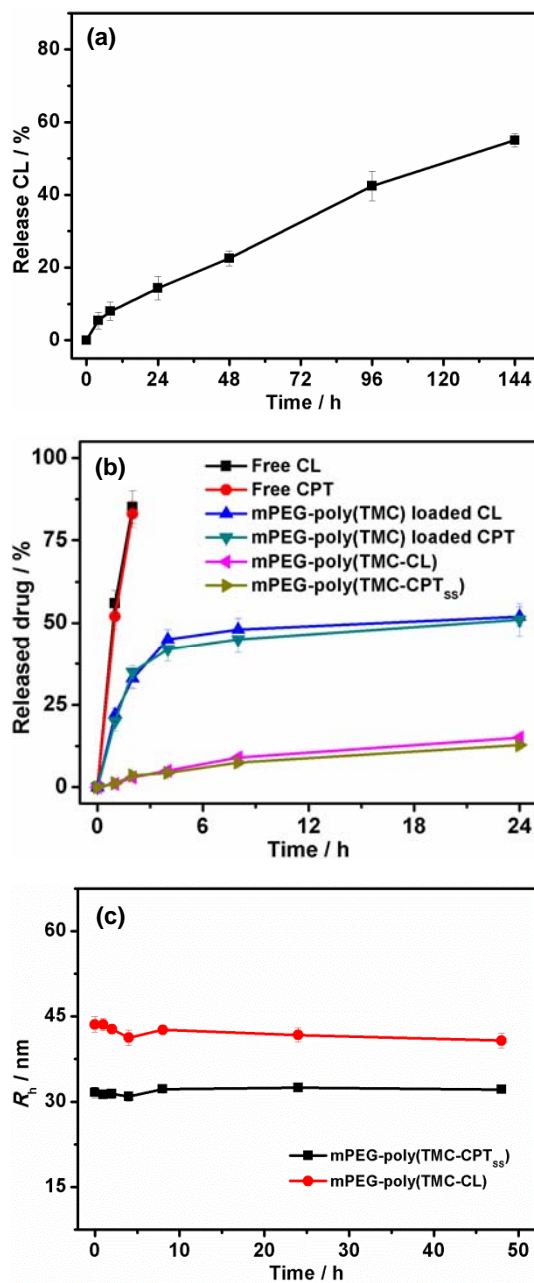 (a)
Release CL / %
80
60
40
20
0
0 24 48 72 96 120 144
Time / h
(b)
Free CL
Free CPT
mPEG-poly(TMC) loaded CL
mPEG-poly(TMC) loaded CPT
mPEG-poly(TMC-CL)
mPEG-poly(TMC-CPTss)
Released drug / %
100
75
50
25
0
0 6 12 18 24
Time / h
(c)
Rh / nm
60
45
30
15
mPEG-poly(TMC-CPTss)
mPEG-poly(TMC-CL)
0 10 20 30 40 50
Time / h